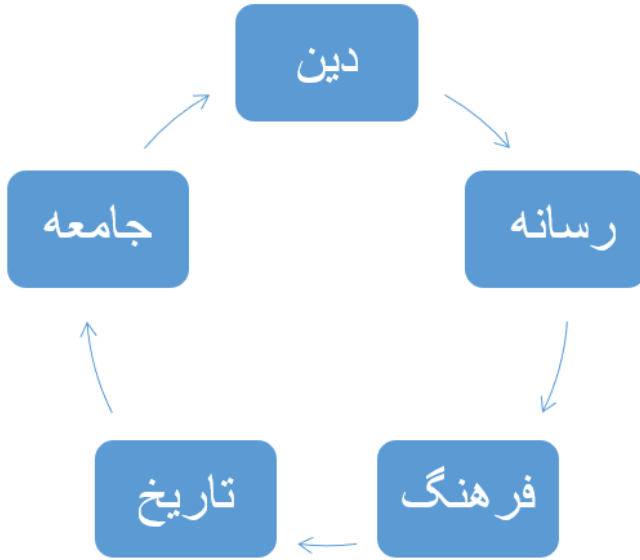 دین
رسانه
فرهنگ
تاریخ
جامعه